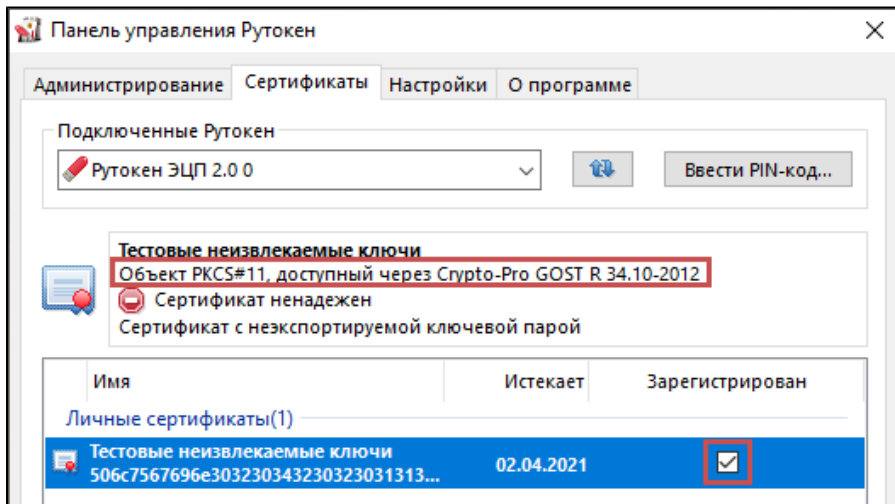 Панель управления Рутокен
Администрирование Сертификаты Настройки О программе
Подключенные Рутокен
Рутокен ЭЦП 2.0 0 Ввести PIN-код...
Тестовые неизвлекаемые ключи
Объект PKCS#11, доступный через Crypto-Pro GOST R 34.10-2012
Сертификат ненадежен
Сертификат с неэкспортируемой ключевой парой
Имя Истекает Зарегистрирован
Личные сертификаты(1)
Тестовые неизвлекаемые ключи
506c7567696e303230343230323031313... 02.04.2021